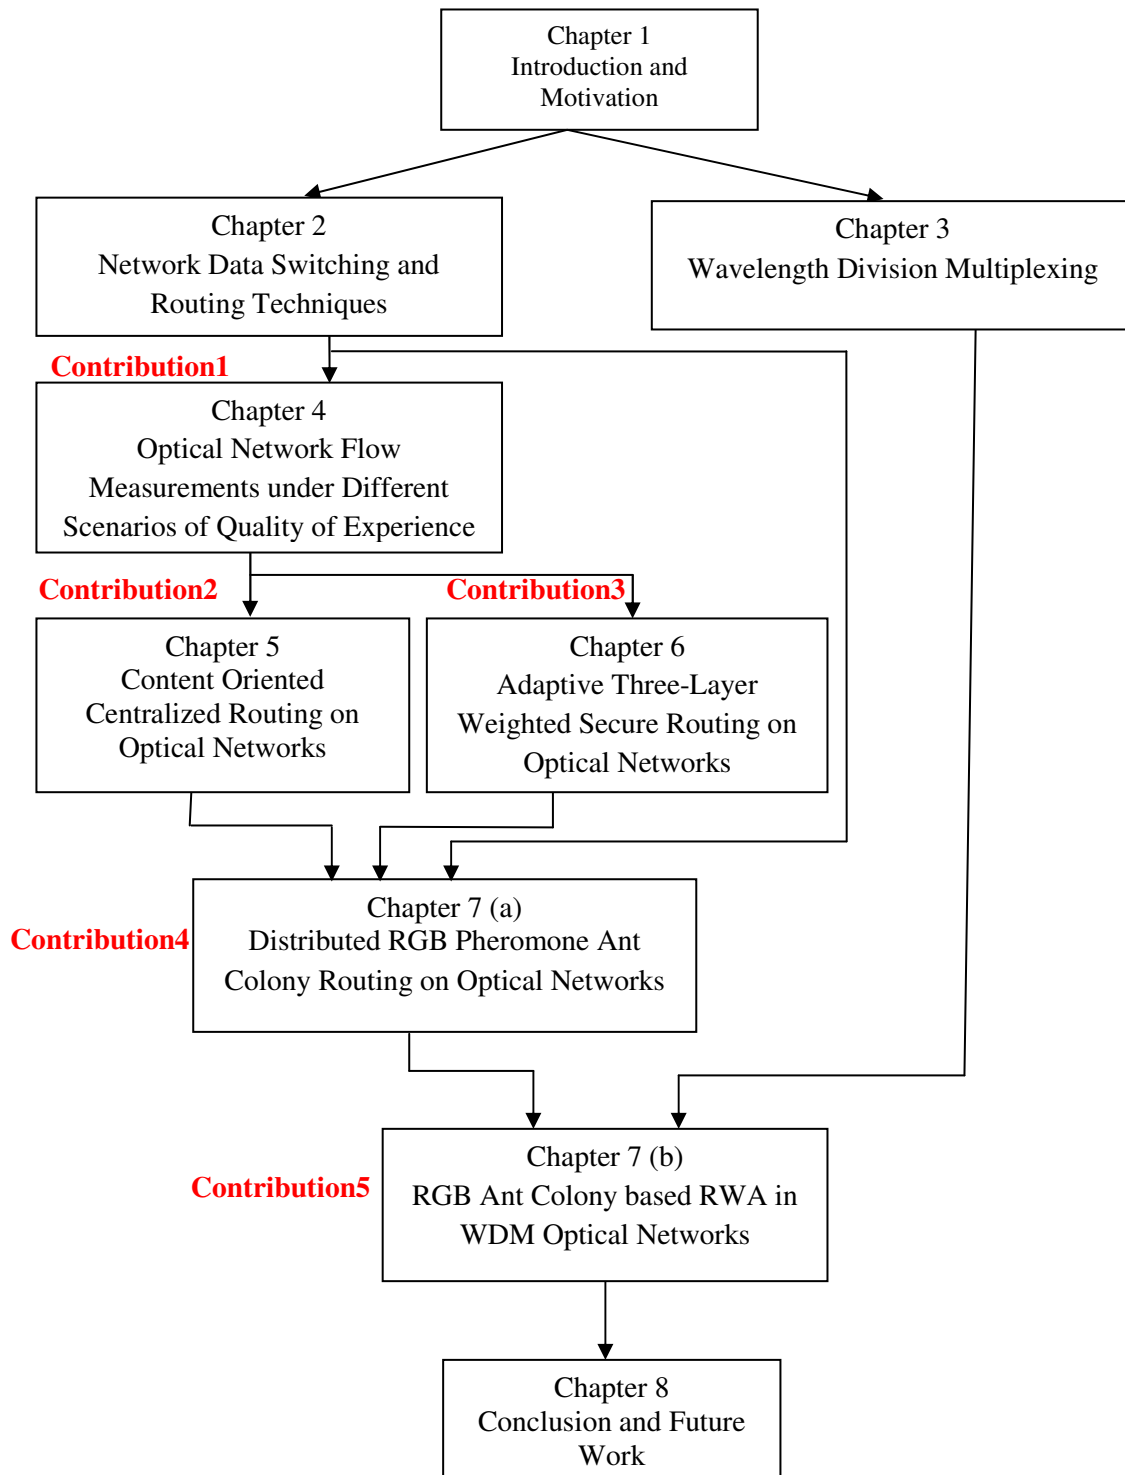 Chapter 1
Introduction and
Motivation
Chapter 2
Network Data Switching and
Routing Techniques
Chapter 3
Wavelength Division Multiplexing
Contribution1
Chapter 4
Optical Network Flow
Measurements under Different
Scenarios of Quality of Experience
Contribution2
Contribution3
Chapter 5
Content Oriented
Centralized Routing on
Optical Networks
Chapter 6
Adaptive Three-Layer
Weighted Secure Routing on
Optical Networks
Contribution4
Chapter 7 (a)
Distributed RGB Pheromone Ant
Colony Routing on Optical Networks
Contribution5
Chapter 7 (b)
RGB Ant Colony based RWA in
WDM Optical Networks
Chapter 8
Conclusion and Future
Work